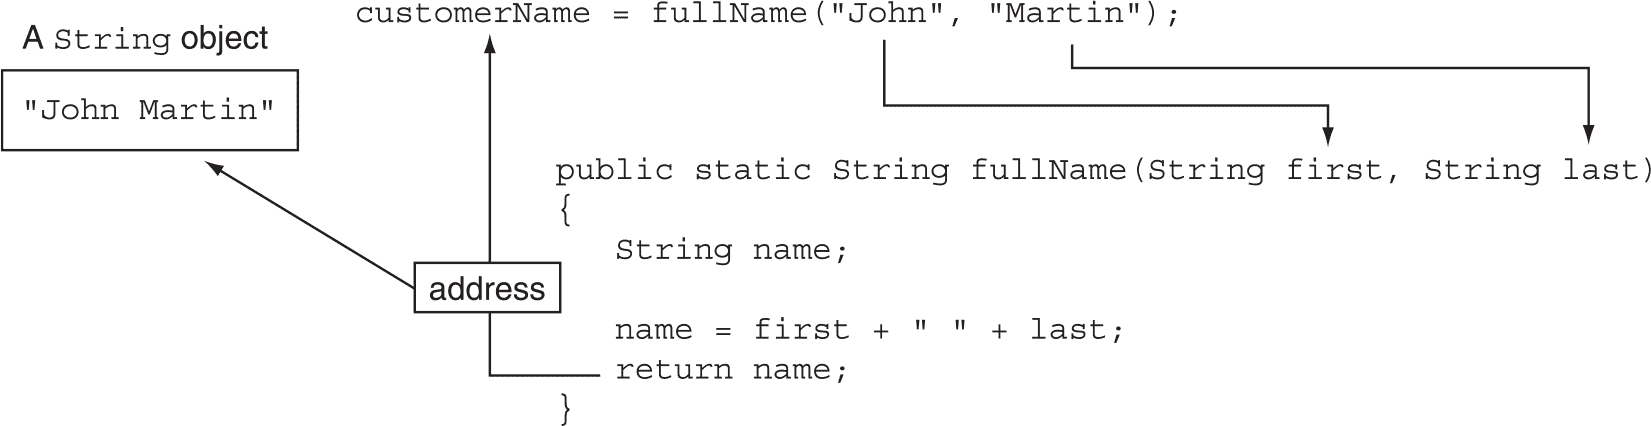 customerName = fullName("John", "Martin");
A String object
"John Martin"
public static String fullName(String first, String last)
{
String name;
address
name = first + " " + last;
return name;
}